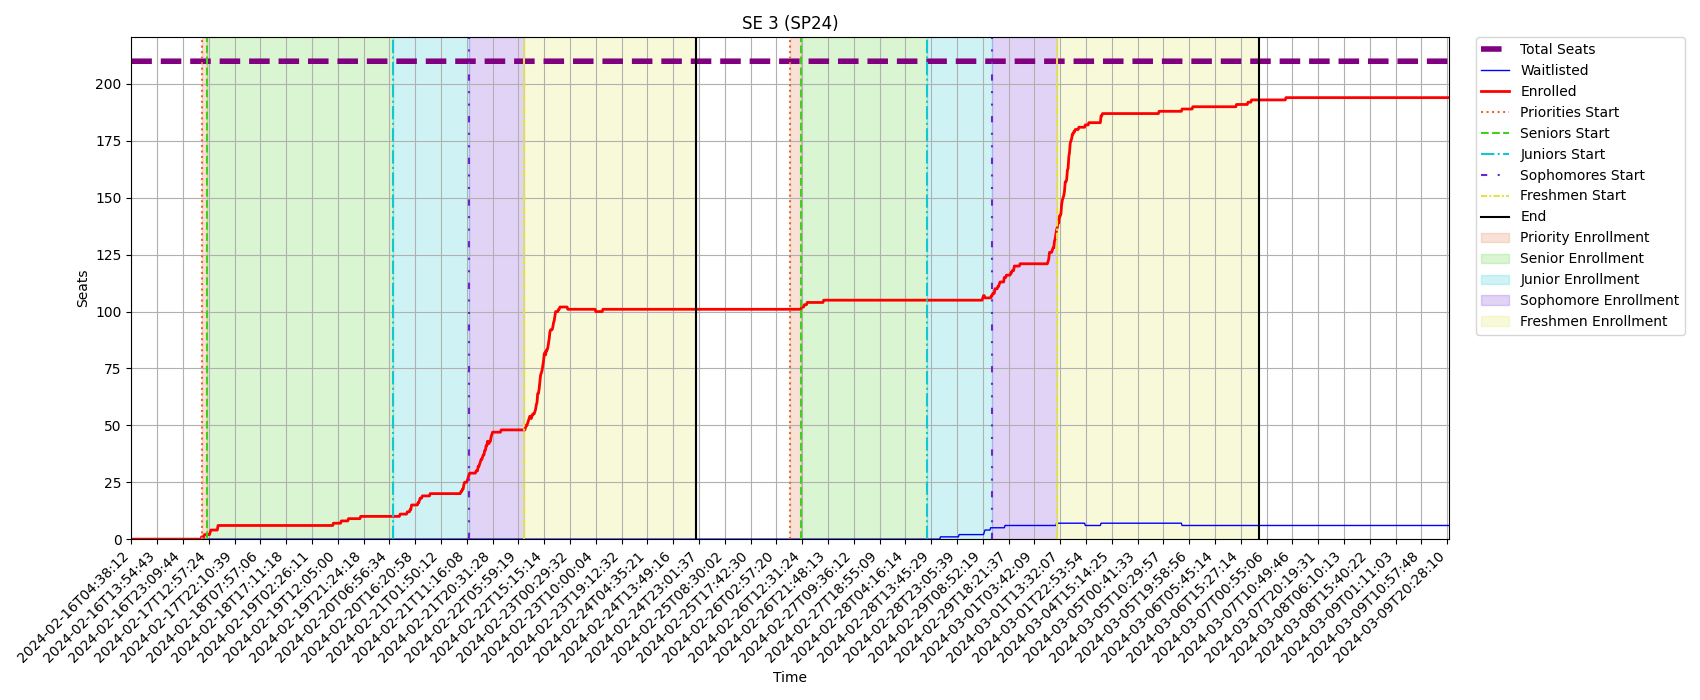 SE 3 (SP24)
Seats
200
175
150
125
100
75
50
25
0
2024-02-16T04:38:12
2024-02-16T13:54:43
2024-02-16T23:09:44
2024-02-17T12:57:24
2024-02-17T22:10:39
2024-02-18T07:57:06
2024-02-18T17:11:18
2024-02-19T02:26:11
2024-02-19T12:05:00
2024-02-19T21:24:18
2024-02-20T06:56:34
2024-02-20T16:20:58
2024-02-21T01:50:12
2024-02-21T11:16:08
2024-02-21T20:31:28
2024-02-22T05:59:19
2024-02-22T15:15:14
2024-02-23T00:29:32
2024-02-23T10:00:04
2024-02-23T19:12:32
2024-02-24T04:35:21
2024-02-24T13:49:16
2024-02-24T23:01:37
2024-02-25T08:30:02
2024-02-25T17:42:30
2024-02-26T02:57:20
2024-02-26T12:31:24
2024-02-26T21:48:13
2024-02-27T09:36:12
2024-02-27T18:55:09
2024-02-28T04:16:14
2024-02-28T13:45:29
2024-02-28T23:05:39
2024-02-29T08:52:19
2024-02-29T18:21:37
2024-03-01T03:42:09
2024-03-01T13:32:07
2024-03-01T22:53:54
2024-03-04T15:14:25
2024-03-05T00:41:33
2024-03-05T10:29:57
2024-03-05T19:58:56
2024-03-06T05:45:14
2024-03-06T15:27:14
2024-03-07T00:55:06
2024-03-07T10:49:46
2024-03-07T20:19:31
2024-03-08T06:10:13
2024-03-08T15:40:22
2024-03-09T01:11:03
2024-03-09T10:57:48
2024-03-09T20:28:10
Time
Total Seats
Waitlisted
Enrolled
Priorities Start
Seniors Start
Juniors Start
Sophomores Start
Freshmen Start
End
Priority Enrollment
Senior Enrollment
Junior Enrollment
Sophomore Enrollment
Freshmen Enrollment